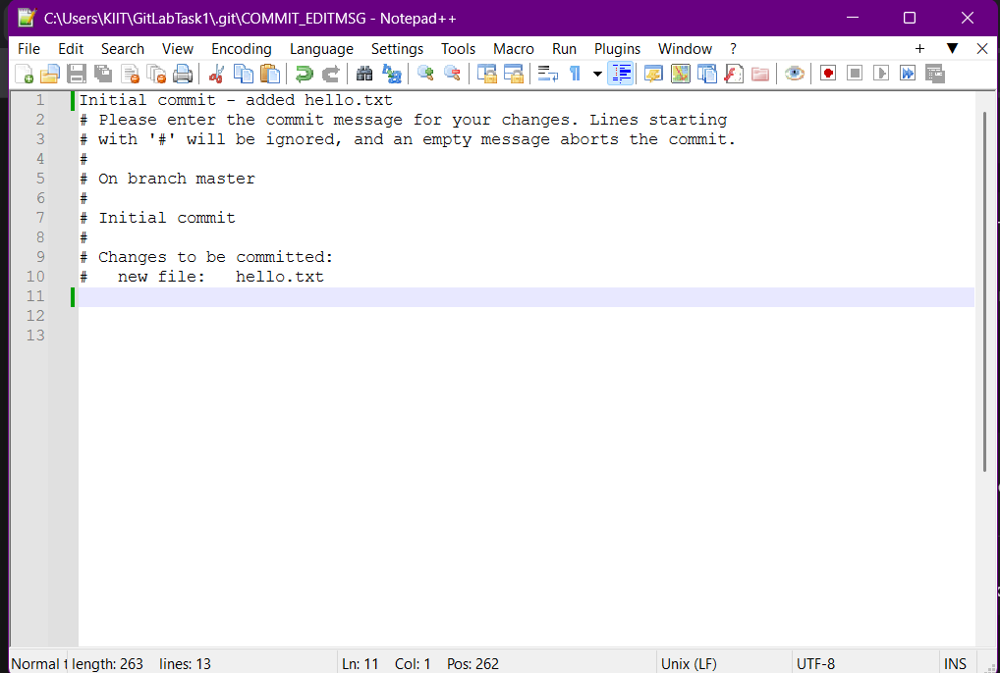 C:\Users\KIIT\GitLabTask1\.git\COMMIT_EDITMSG - Notepad++
File Edit Search View Encoding Language Settings Tools Macro Run Plugins Window ? + ▼ X
1 Initial commit - added hello.txt
2 # Please enter the commit message for your changes. Lines starting
3 # with '#' will be ignored, and an empty message aborts the commit.
4 #
5 # On branch master
6 #
7 # Initial commit
8 #
9 # Changes to be committed:
10 #   new file:   hello.txt
11
12
13
Normal t length: 263 lines: 13 Ln: 11 Col: 1 Pos: 262 Unix (LF) UTF-8 INS